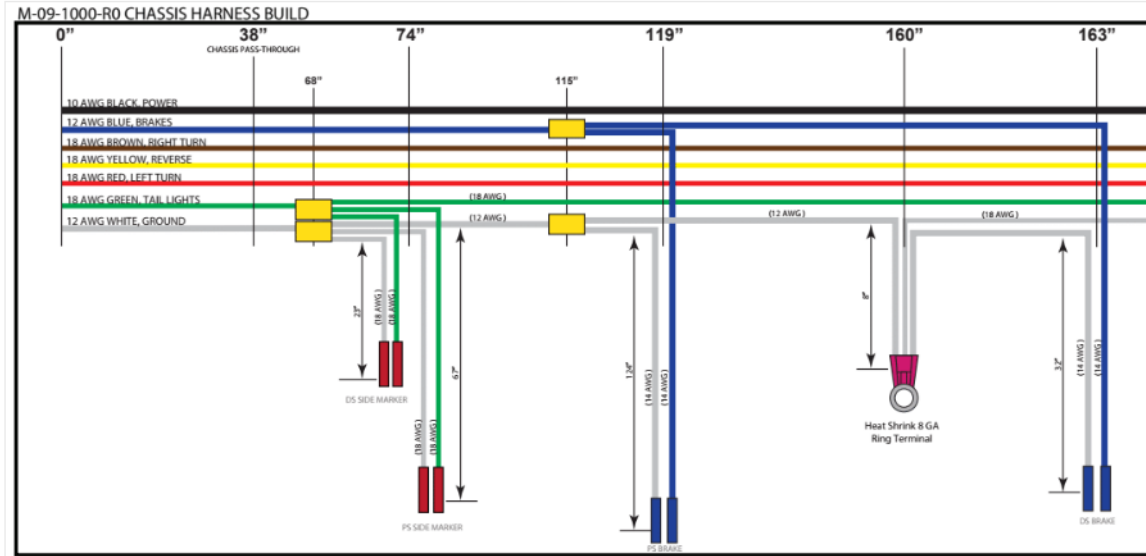 M-09-1000-R0 CHASSIS HARNESS BUILD
0” 38” 74” 119” 160” 163”
CHASSIS PASS-THROUGH
68” 115”
10 AWG BLACK, POWER
12 AWG BLUE, BRAKES
18 AWG BROWN, RIGHT TURN
18 AWG YELLOW, REVERSE
18 AWG RED, LEFT TURN
18 AWG GREEN, TAIL LIGHTS (18 AWG)
12 AWG WHITE, GROUND (12 AWG) (12 AWG) (18 AWG)
23” (18 AWG) (18 AWG)
DS SIDE MARKER
67” (18 AWG) (18 AWG)
PS SIDE MARKER
124” (14 AWG) (14 AWG)
PS BRAKE
Heat Shrink 8 GA
Ring Terminal
32” (14 AWG) (14 AWG)
DS BRAKE